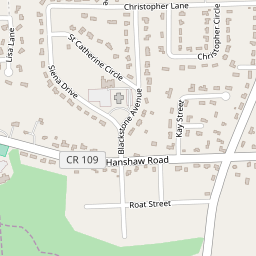 Christopher Lane
Lisa Lane
St Catherine Circle
Christopher Circle
Siena Drive
Blackstone Avenue
Kay Street
CR 109
Hanshaw Road
Roat Street